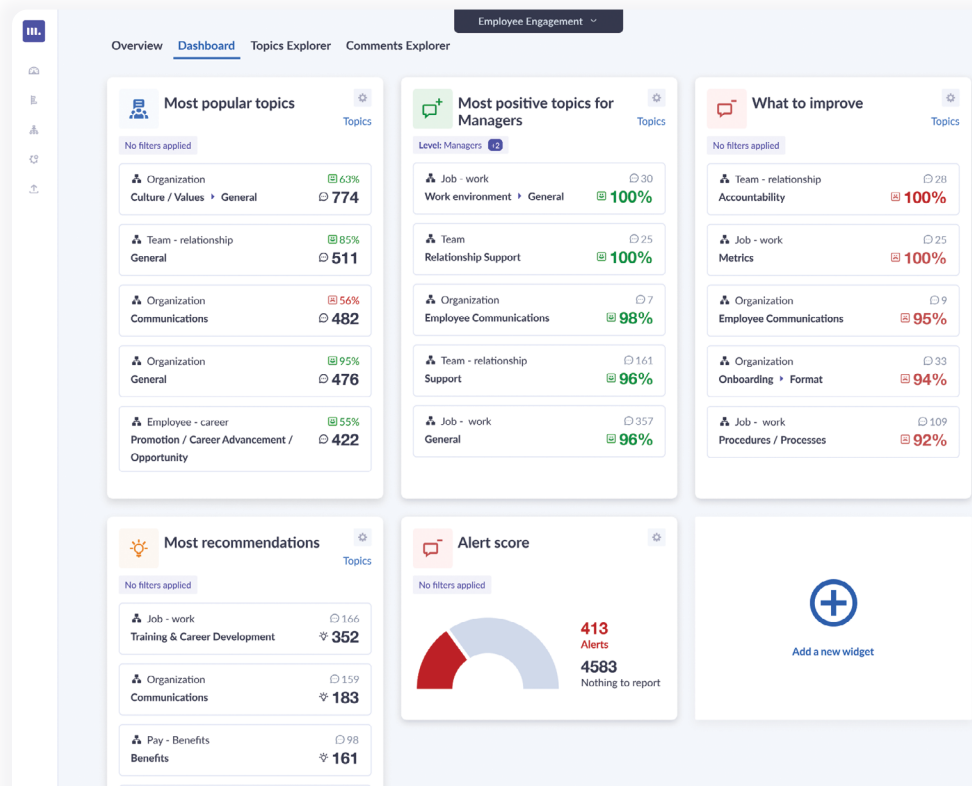 Employee Engagement
m.
Overview Dashboard Topics Explorer Comments Explorer
Most popular topics
Topics
No filters applied
Organization 63%
Culture / Values General 774
Team - relationship 85%
General 511
Organization 56%
Communications 482
Organization 95%
General 476
Employee - career 55%
Promotion / Career Advancement / 422
Opportunity
Most positive topics for
Managers
Topics
Level: Managers +2
Job - work 30
Work environment General 100%
Team 25
Relationship Support 100%
Organization 7
Employee Communications 98%
Team - relationship 161
Support 96%
Job - work 357
General 96%
What to improve
Topics
No filters applied
Team - relationship 28
Accountability 100%
Job - work 25
Metrics 100%
Organization 9
Employee Communications 95%
Organization 33
Onboarding Format 94%
Job - work 109
Procedures / Processes 92%
Most recommendations
Topics
No filters applied
Job - work 166
Training & Career Development 352
Organization 159
Communications 183
Pay - Benefits 98
Benefits 161
Alert score
No filters applied
413
Alerts
4583
Nothing to report
Add a new widget